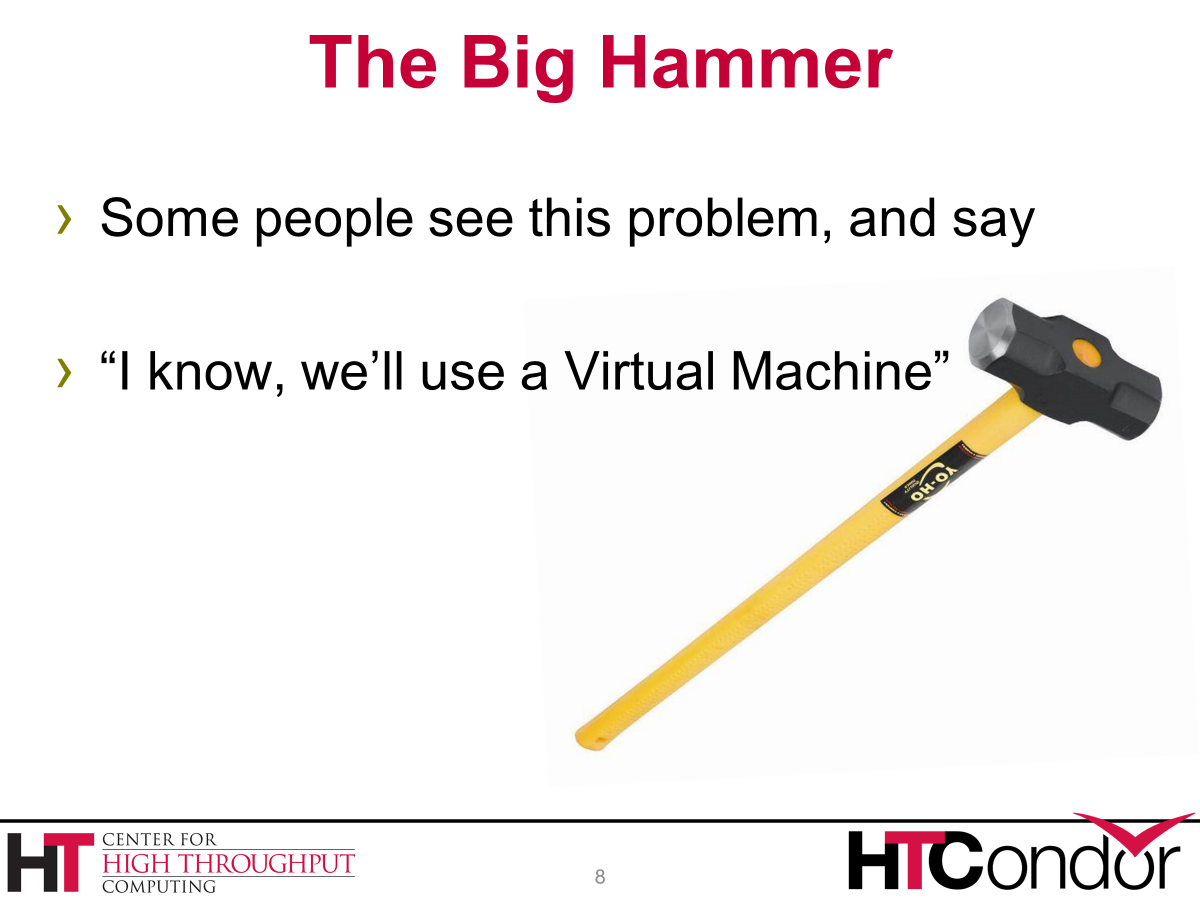 The Big Hammer
› Some people see this problem, and say
› “I know, we’ll use a Virtual Machine”
YO-HO
CENTER FOR
HIGH THROUGHPUT
COMPUTING
HT
8
HTCondor